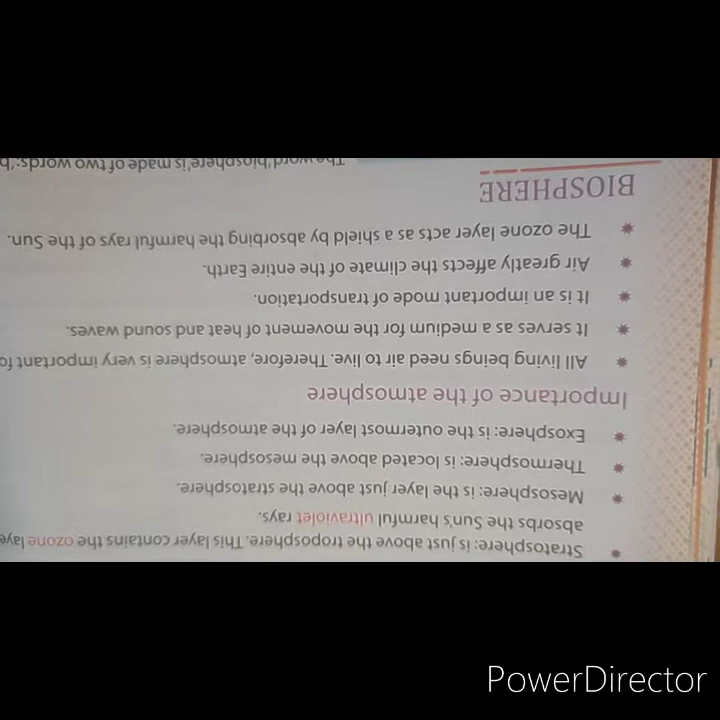 * Stratosphere: is just above the troposphere. This layer contains the ozone
absorbs the Sun's harmful ultraviolet rays.
* Mesosphere: is the layer just above the stratosphere.
* Thermosphere: is located above the mesosphere.
* Exosphere: is the outermost layer of the atmosphere.
Importance of the atmosphere
* All living beings need air to live. Therefore, atmosphere is very important
* It serves as a medium for the movement of heat and sound waves.
* It is an important mode of transportation.
* Air greatly affects the climate of the entire Earth.
* The ozone layer acts as a shield by absorbing the harmful rays of the Sun.
BIOSPHERE
The word 'biosphere' is made of two words:
PowerDirector